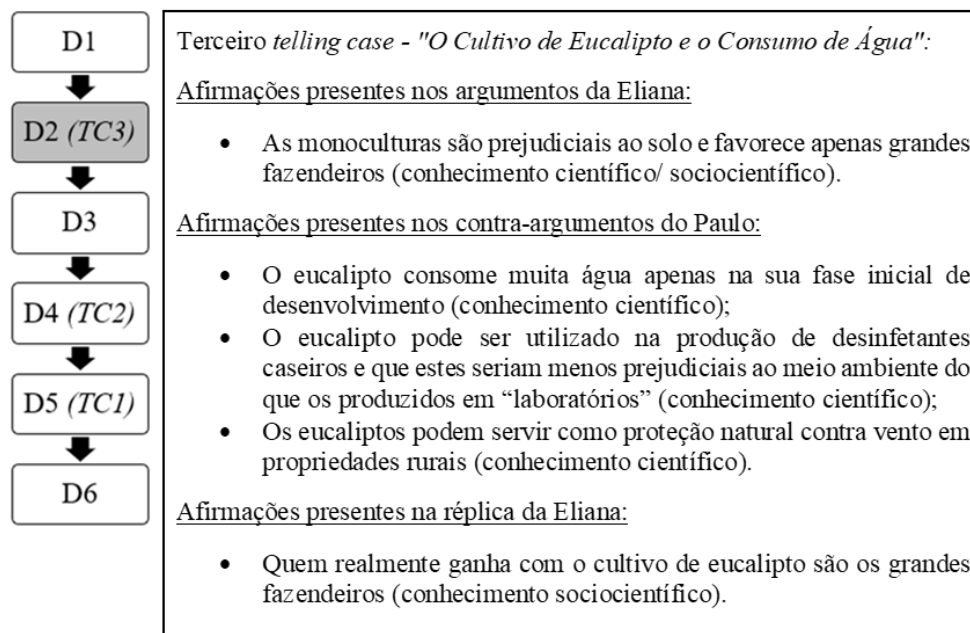 D1
D2 (TC3)
D3
D4 (TC2)
D5 (TC1)
D6
Terceiro telling case - "O Cultivo de Eucalipto e o Consumo de Água":
Afirmações presentes nos argumentos da Eliana:
• As monoculturas são prejudiciais ao solo e favorece apenas grandes
fazendeiros (conhecimento científico/ sociocientífico).
Afirmações presentes nos contra-argumentos do Paulo:
• O eucalipto consome muita água apenas na sua fase inicial de
desenvolvimento (conhecimento científico);
• O eucalipto pode ser utilizado na produção de desinfetantes
caseiros e que estes seriam menos prejudiciais ao meio ambiente do
que os produzidos em “laboratórios” (conhecimento científico);
• Os eucaliptos podem servir como proteção natural contra vento em
propriedades rurais (conhecimento científico).
Afirmações presentes na réplica da Eliana:
• Quem realmente ganha com o cultivo de eucalipto são os grandes
fazendeiros (conhecimento sociocientífico).